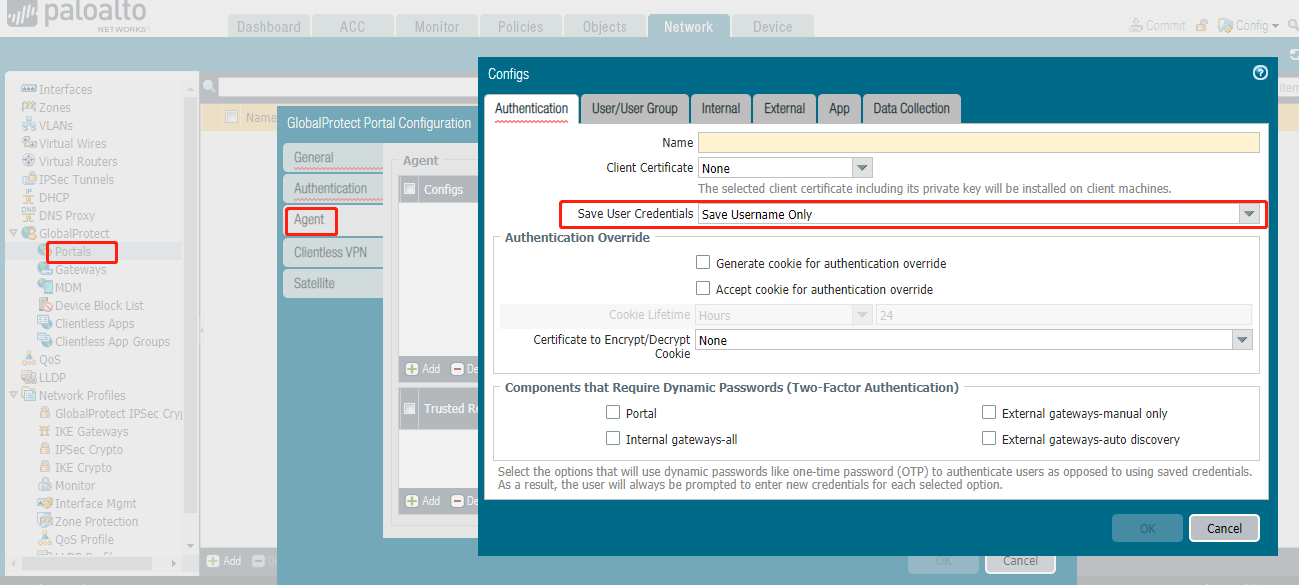 paloalto
NETWORKS
Dashboard
ACC
Monitor
Policies
Objects
Network
Device
Commit
Config
Interfaces
Zones
VLANs
Virtual Wires
Virtual Routers
IPSec Tunnels
DHCP
DNS Proxy
GlobalProtect
Portals
Gateways
MDM
Device Block List
Clientless Apps
Clientless App Groups
QoS
LLDP
Network Profiles
GlobalProtect IPSec Cry
IKE Gateways
IPSec Crypto
IKE Crypto
Monitor
Interface Mgmt
Zone Protection
QoS Profile
Name
Add
GlobalProtect Portal Configuration
General
Authentication
Agent
Clientless VPN
Satellite
Agent
Configs
Add
De
Trusted R
Add
De
OK
Cancel
Configs
Authentication
User/User Group
Internal
External
App
Data Collection
Name
Client Certificate None
The selected client certificate including its private key will be installed on client machines.
Save User Credentials Save Username Only
Authentication Override
Generate cookie for authentication override
Accept cookie for authentication override
Cookie Lifetime Hours 24
Certificate to Encrypt/Decrypt None
Cookie
Components that Require Dynamic Passwords (Two-Factor Authentication)
Portal
External gateways-manual only
Internal gateways-all
External gateways-auto discovery
Select the options that will use dynamic passwords like one-time password (OTP) to authenticate users as opposed to using saved credentials.
As a result, the user will always be prompted to enter new credentials for each selected option.
OK
Cancel